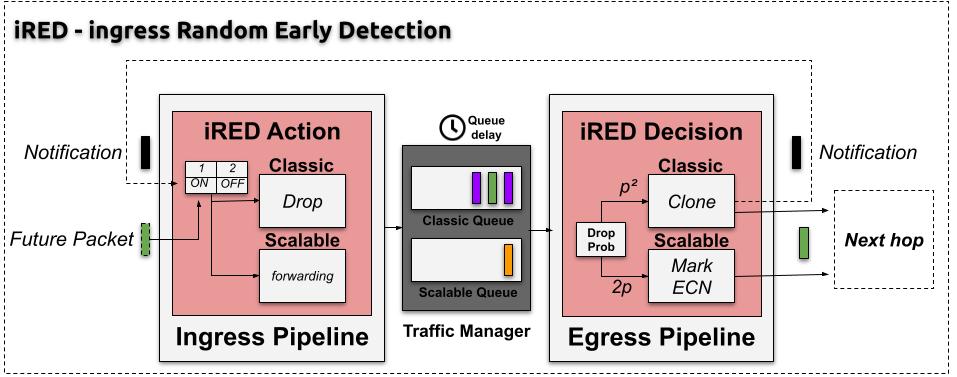 iRED - ingress Random Early Detection
Notification
Future Packet
iRED Action
1 2
ON OFF
Classic
Drop
Scalable
forwarding
Ingress Pipeline
Queue
delay
Classic Queue
Scalable Queue
Traffic Manager
iRED Decision
Drop
Prob
p²
2p
Classic
Clone
Scalable
Mark
ECN
Egress Pipeline
Notification
Next hop